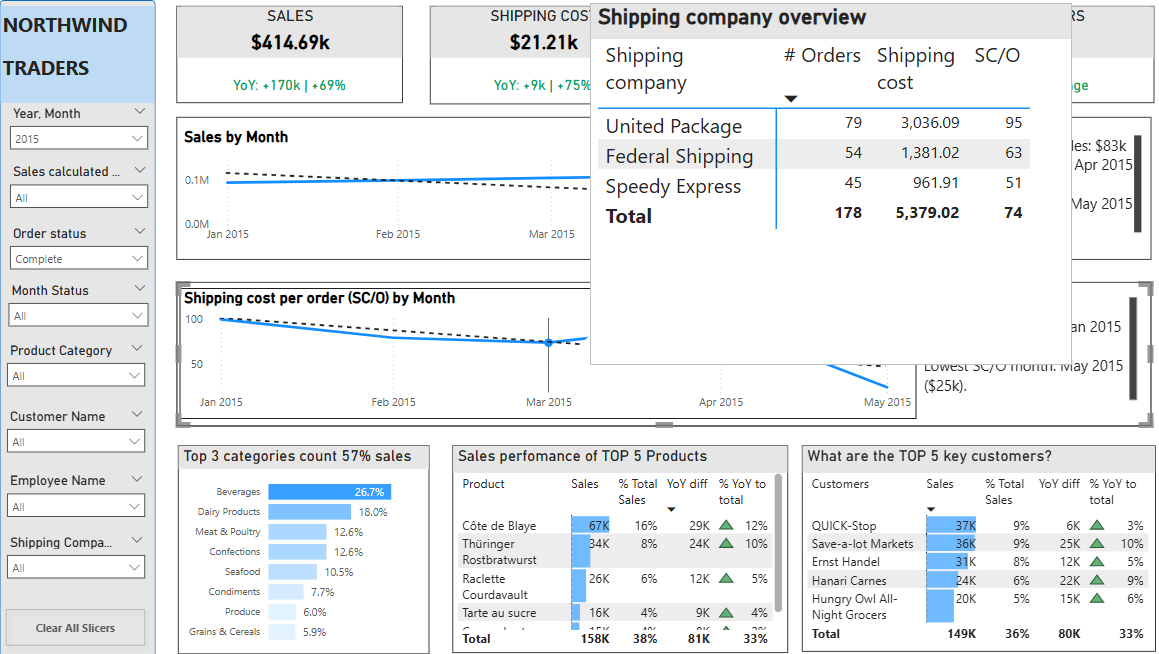 NORTHWIND
TRADERS
Year, Month
2015
Sales calculated ...
All
Order status
Complete
Month Status
All
Product Category
All
Customer Name
All
Employee Name
All
Shipping Compa...
All
Clear All Slicers
SALES
$414.69k
YoY: +170k | +69%
SHIPPING COST
$21.21k
YoY: +9k | +75%
Shipping company overview
Shipping company # Orders Shipping cost SC/O
United Package 79 3,036.09 95
Federal Shipping 54 1,381.02 63
Speedy Express 45 961.91 51
Total 178 5,379.02 74
Sales by Month
0.1M
0.0M
Jan 2015 Feb 2015 Mar 2015
$83k
Apr 2015
May 2015
Shipping cost per order (SC/O) by Month
100
50
Jan 2015 Feb 2015 Mar 2015 Apr 2015 May 2015
2015
Lowest SC/O month: May 2015
($25k).
Top 3 categories count 57% sales
Beverages 26.7%
Dairy Products 18.0%
Meat & Poultry 12.6%
Confections 12.6%
Seafood 10.5%
Condiments 7.7%
Produce 6.0%
Grains & Cereals 5.9%
Sales perfomance of TOP 5 Products
Product Sales % Total Sales YoY diff % YoY to total
Côte de Blaye 67K 16% 29K 12%
Thüringer Rostbratwurst 34K 8% 24K 10%
Raclette Courdavault 26K 6% 12K 5%
Tarte au sucre 16K 4% 9K 4%
Total 158K 38% 81K 33%
What are the TOP 5 key customers?
Customers Sales % Total Sales YoY diff % YoY to total
QUICK-Stop 37K 9% 6K 3%
Save-a-lot Markets 36K 9% 25K 10%
Ernst Handel 31K 8% 12K 5%
Hanari Carnes 24K 6% 22K 9%
Hungry Owl All-Night Grocers 20K 5% 15K 6%
Total 149K 36% 80K 33%